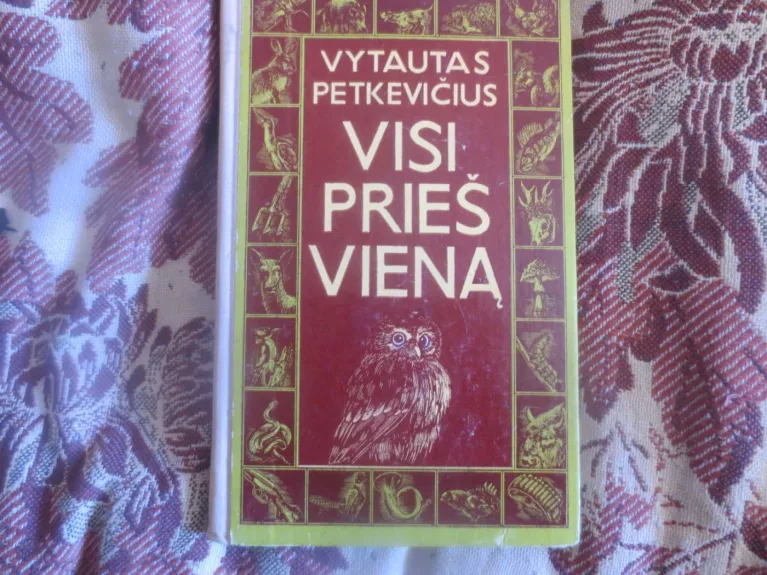 VYTAUTAS
PETKEVIČIUS
VISI
PRIEŠ
VIENĄ